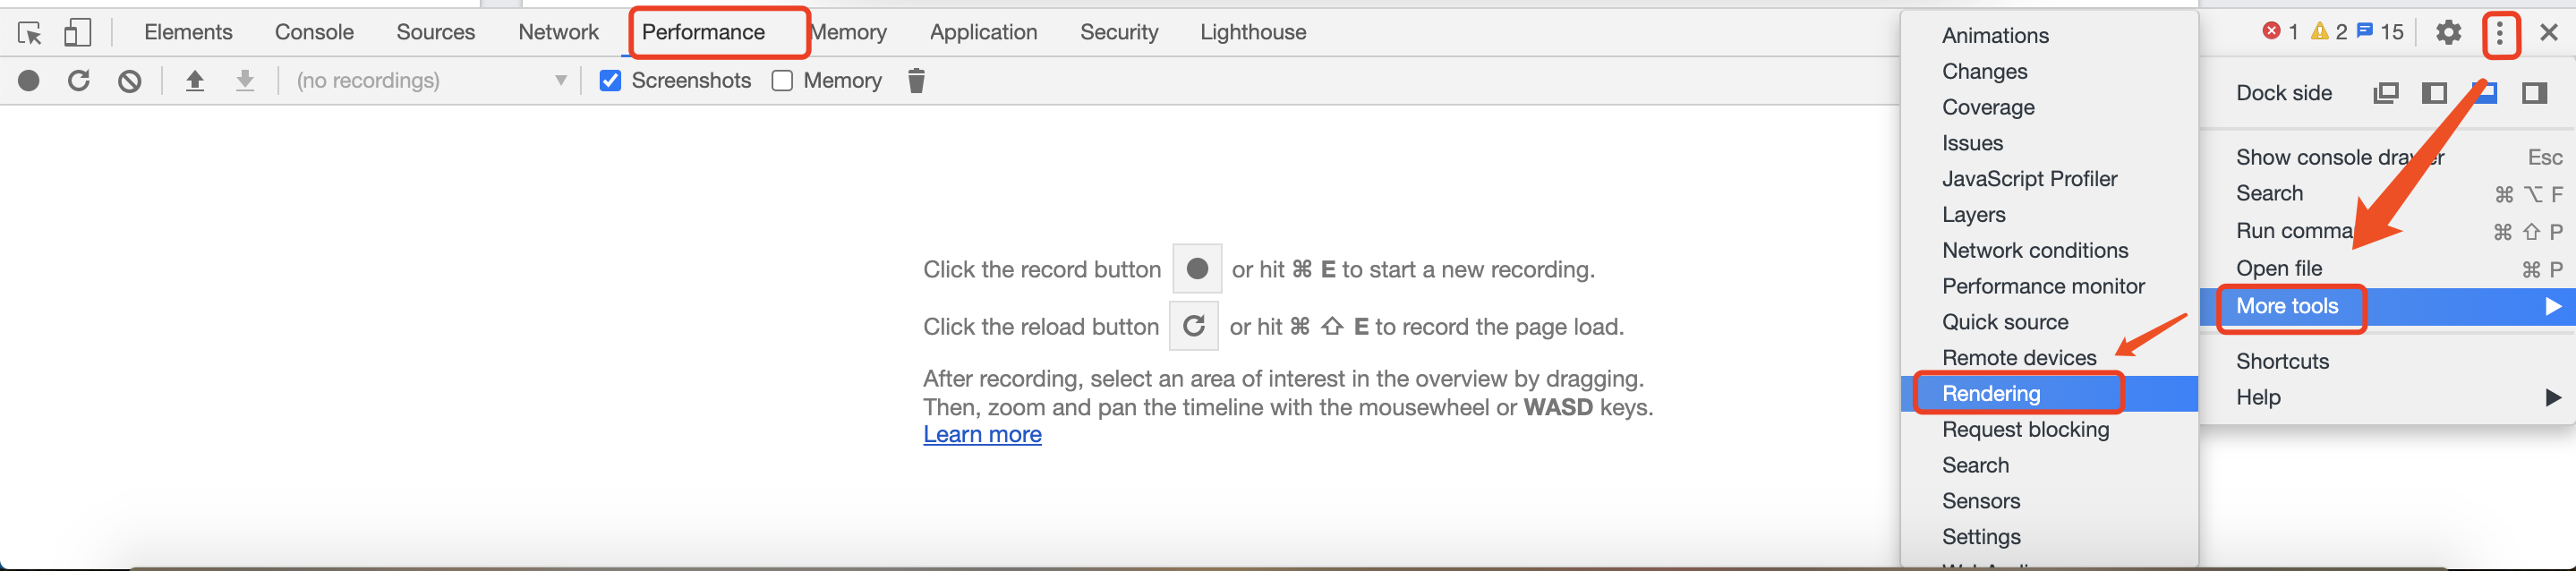 Elements Console Sources Network Performance Memory Application Security Lighthouse
1 2 15
(no recordings) Screenshots Memory
Click the record button or hit ⌘ E to start a new recording.
Click the reload button or hit ⌘ ⇧ E to record the page load.
After recording, select an area of interest in the overview by dragging.
Then, zoom and pan the timeline with the mousewheel or WASD keys.
Learn more
Animations
Changes
Coverage
Issues
JavaScript Profiler
Layers
Network conditions
Performance monitor
Quick source
Remote devices
Rendering
Request blocking
Search
Sensors
Settings
Dock side
Show console drawer Esc
Search ⌘ ⌥ F
Run comma ⌘ ⇧ P
Open file ⌘ P
More tools
Shortcuts
Help